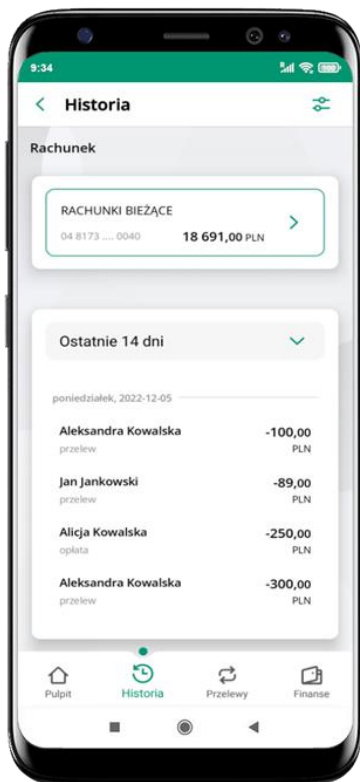 9:34
Historia
Rachunek
RACHUNKI BIEŻĄCE
04 8173 .... 0040 18 691,00 PLN
Ostatnie 14 dni
poniedziałek, 2022-12-05
Aleksandra Kowalska -100,00
przelew PLN
Jan Jankowski -89,00
przelew PLN
Alicja Kowalska -250,00
opłata PLN
Aleksandra Kowalska -300,00
przelew PLN
Pulpit Historia Przelewy Finanse